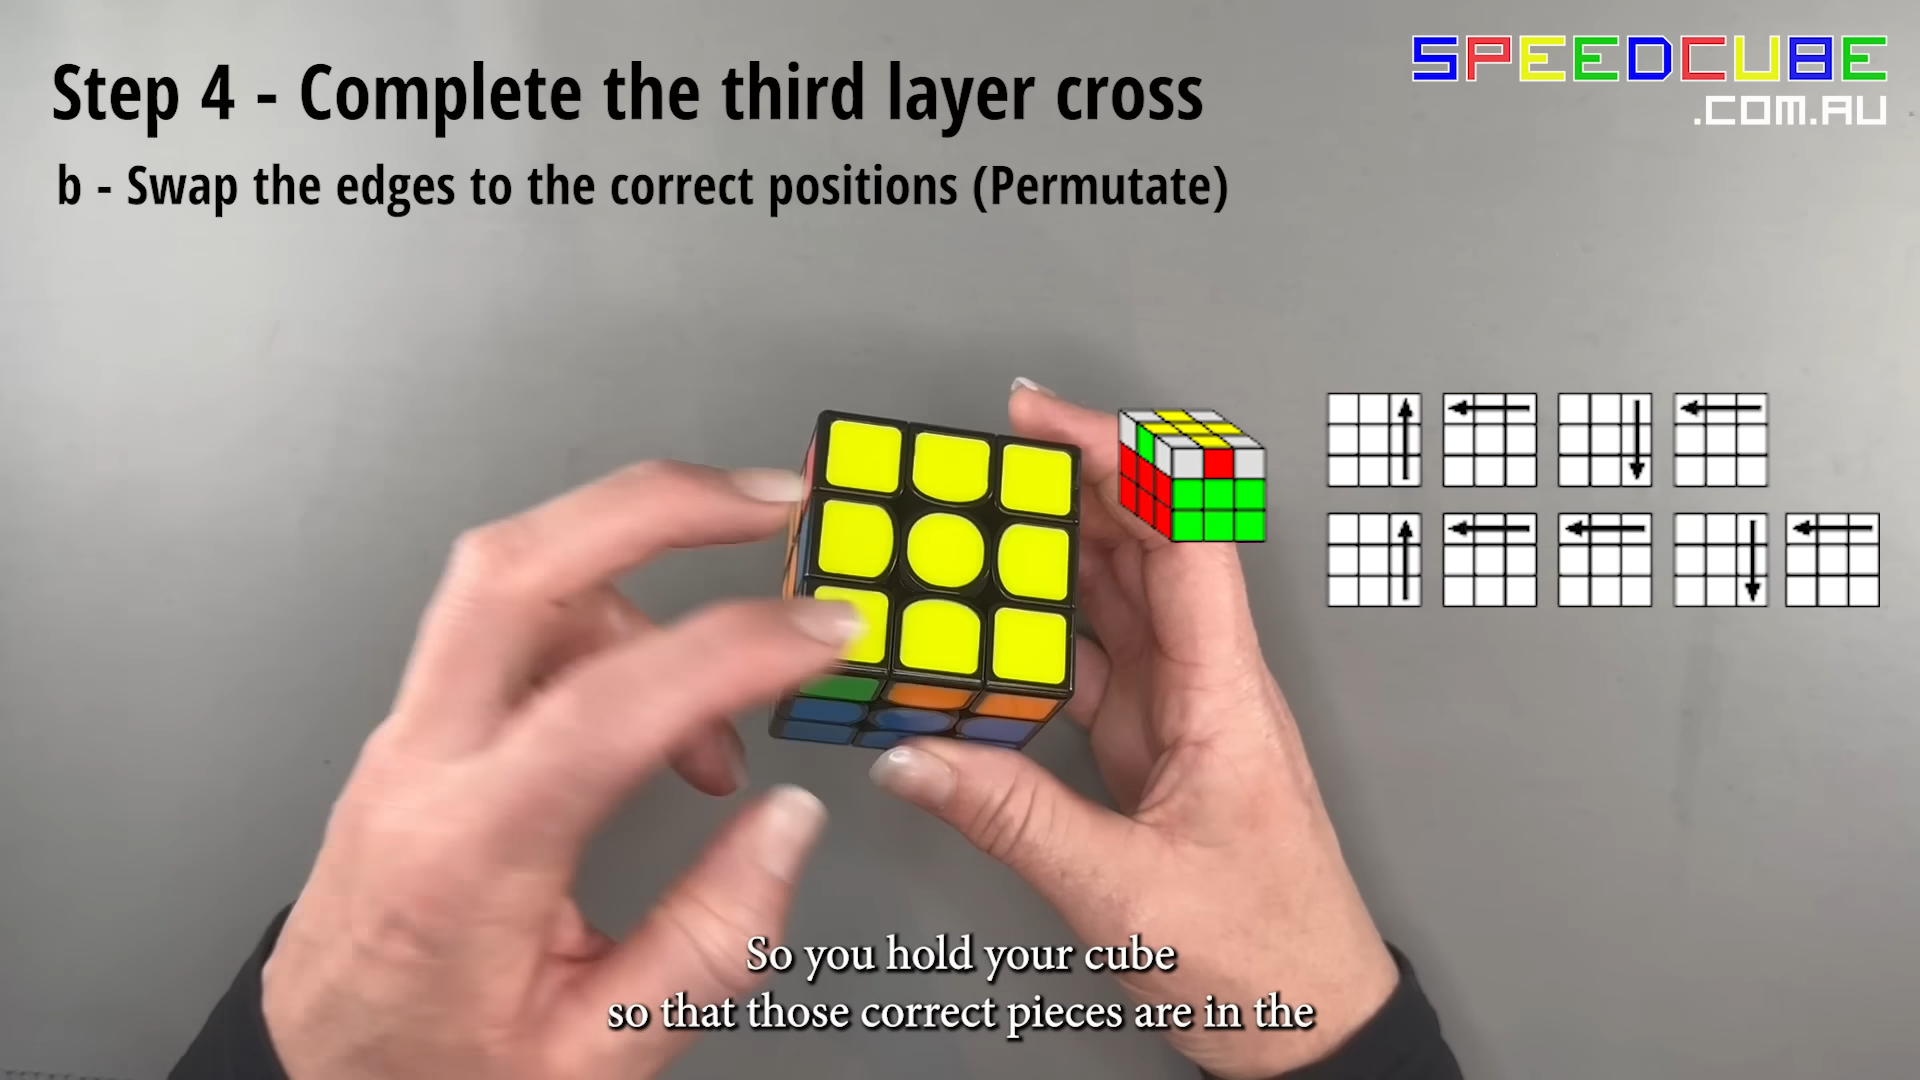 Step 4 - Complete the third layer cross
SPEEDCUBE
.COM.AU
b - Swap the edges to the correct positions (Permutate)
So you hold your cube
so that those correct pieces are in the